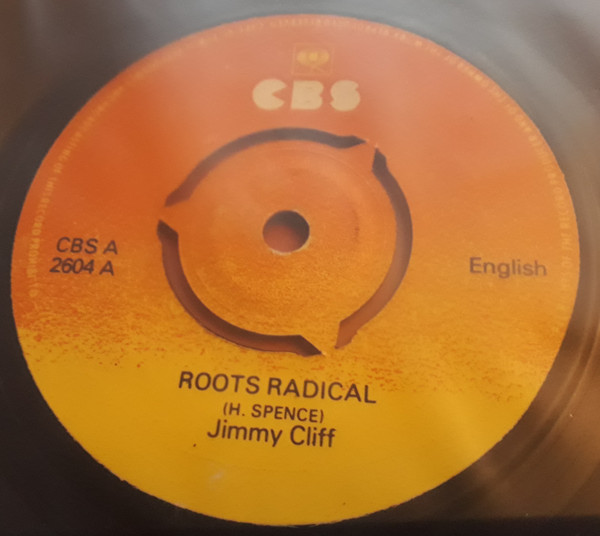 CBS
CBS A
2604 A
English
ROOTS RADICAL
(H. SPENCE)
Jimmy Cliff